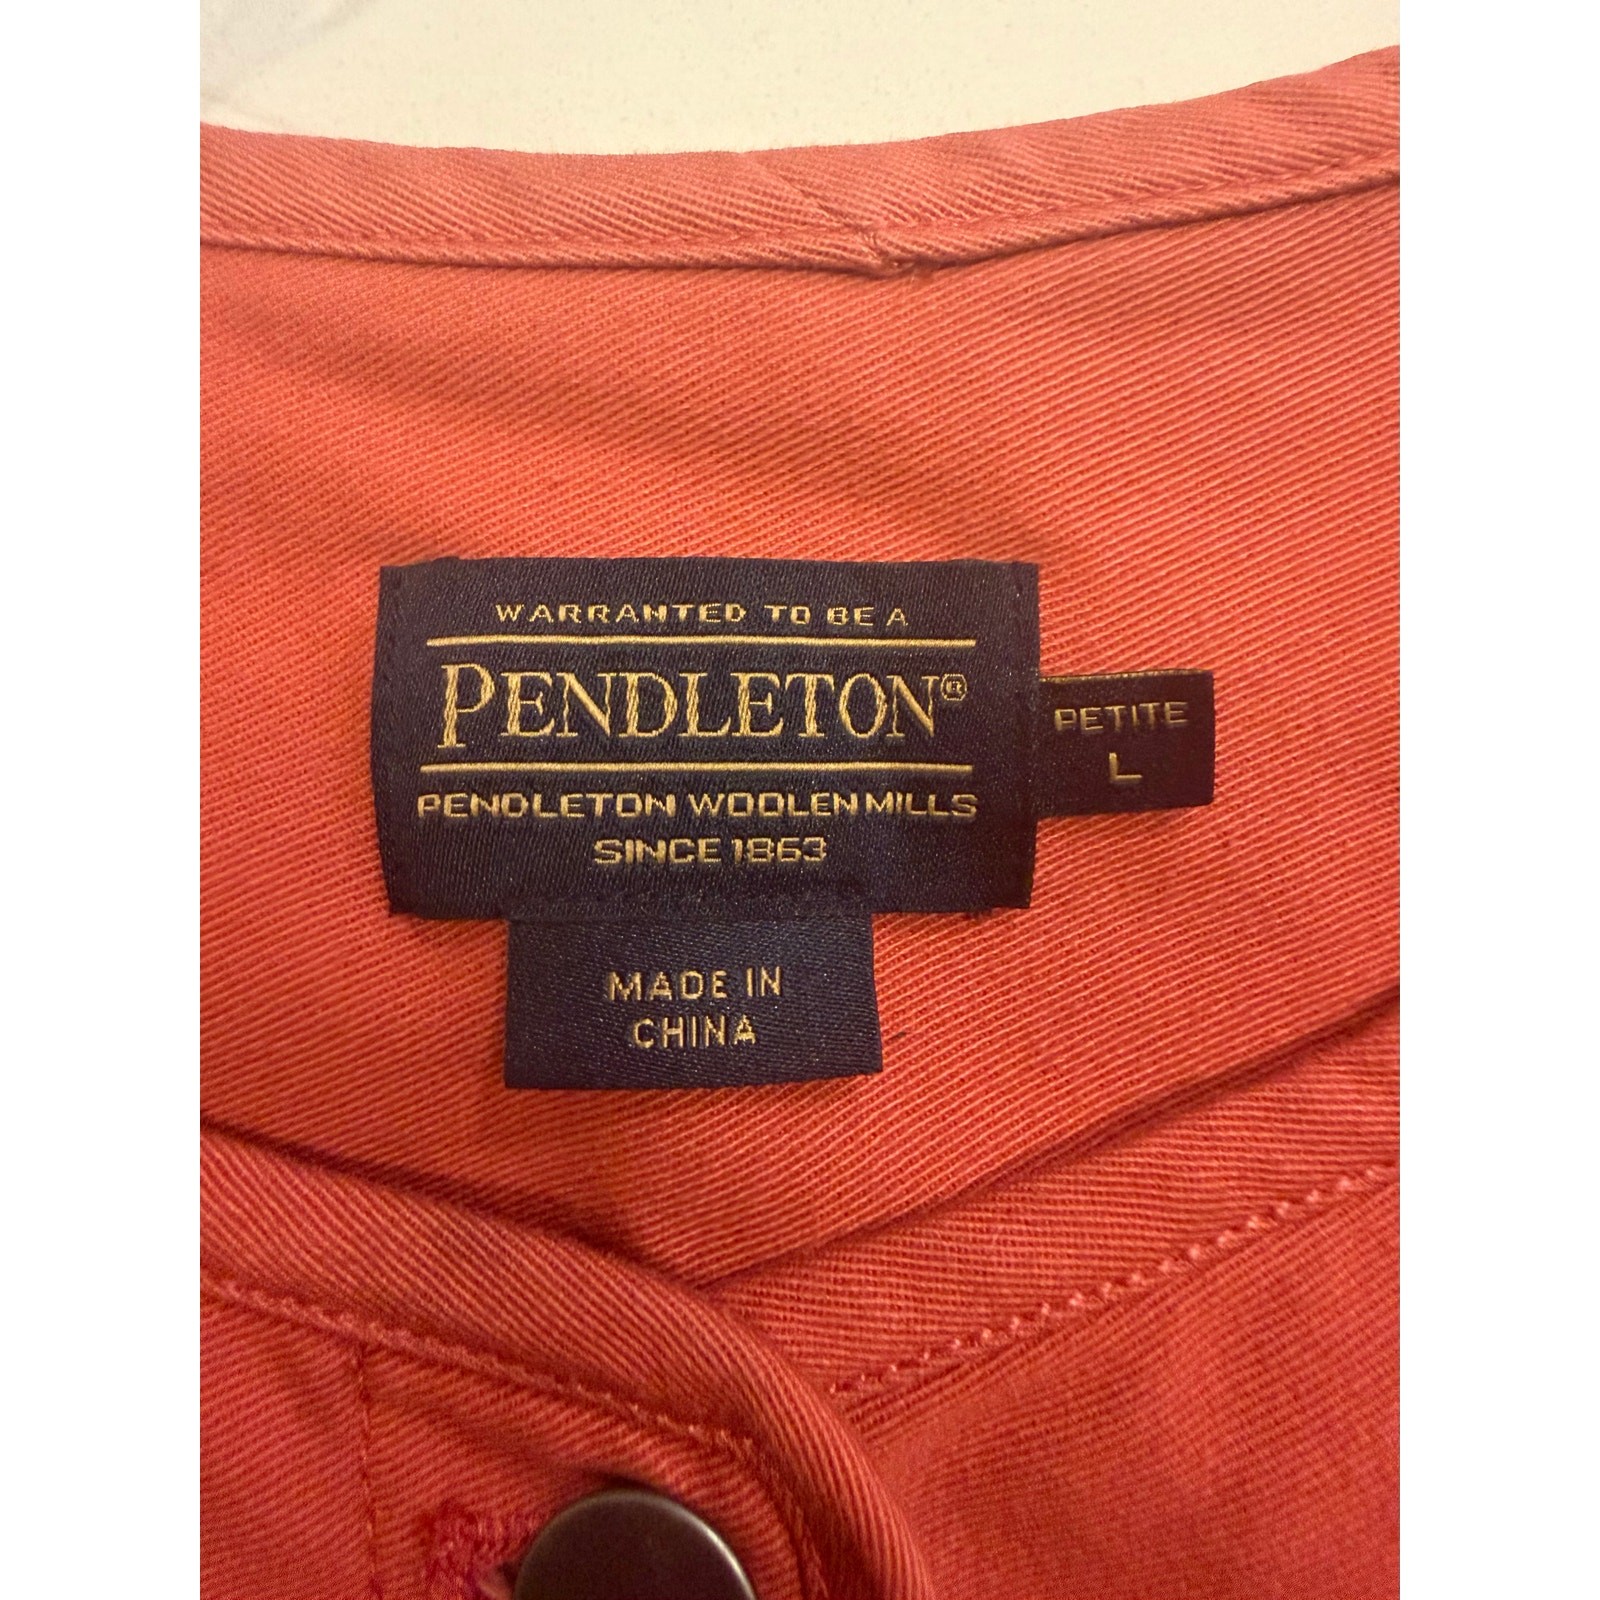 WARRANTED TO BE A
PENDLETON®
PENDLETON WOOLEN MILLS
SINCE 1863
PETITE
L
MADE IN
CHINA